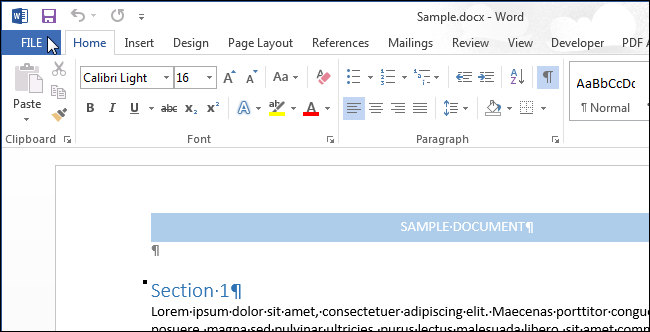 Sample.docx - Word
FILE Home Insert Design Page Layout References Mailings Review View Developer PDF
Calibri Light 16 A A Aa A
AaBbCcDc
Paste
B I U abc X₂ X² A ab A
¶ Normal
Clipboard Font Paragraph
SAMPLE·DOCUMENT¶
¶
Section·1¶
Lorem·ipsum·dolor·sit·amet,·consectetuer·adipiscing·elit.·Maecenas·porttitor·congue
posuere,·magna·sed·pulvinar·ultricies,·purus·lectus·malesuada·libero,·sit·amet